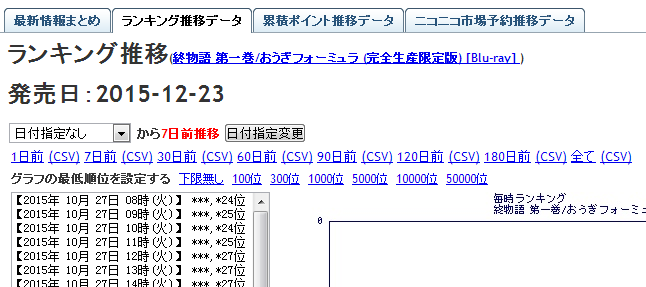 最新情報まとめ ランキング推移データ 累積ポイント推移データ ニコニコ市場予約推移データ
ランキング推移(終物語 第一巻/おうぎフォーミュラ (完全生産限定版) [Blu-ray] )
発売日:2015-12-23
日付指定なし から7日前推移 日付指定変更
1日前 (CSV) 7日前 (CSV) 30日前 (CSV) 60日前 (CSV) 90日前 (CSV) 120日前 (CSV) 180日前 (CSV) 全て (CSV)
グラフの最低順位を設定する 下限無し 100位 300位 1000位 5000位 10000位 50000位
【2015年 10月 27日 08時(火)】 ***,*24位
【2015年 10月 27日 09時(火)】 ***,*25位
【2015年 10月 27日 10時(火)】 ***,*24位
【2015年 10月 27日 11時(火)】 ***,*25位
【2015年 10月 27日 12時(火)】 ***,*27位
【2015年 10月 27日 13時(火)】 ***,*27位
【2015年 10月 27日 14時(火)】 ***,*27位
毎時ランキング
終物語 第一巻/おうぎフォーミュ
0